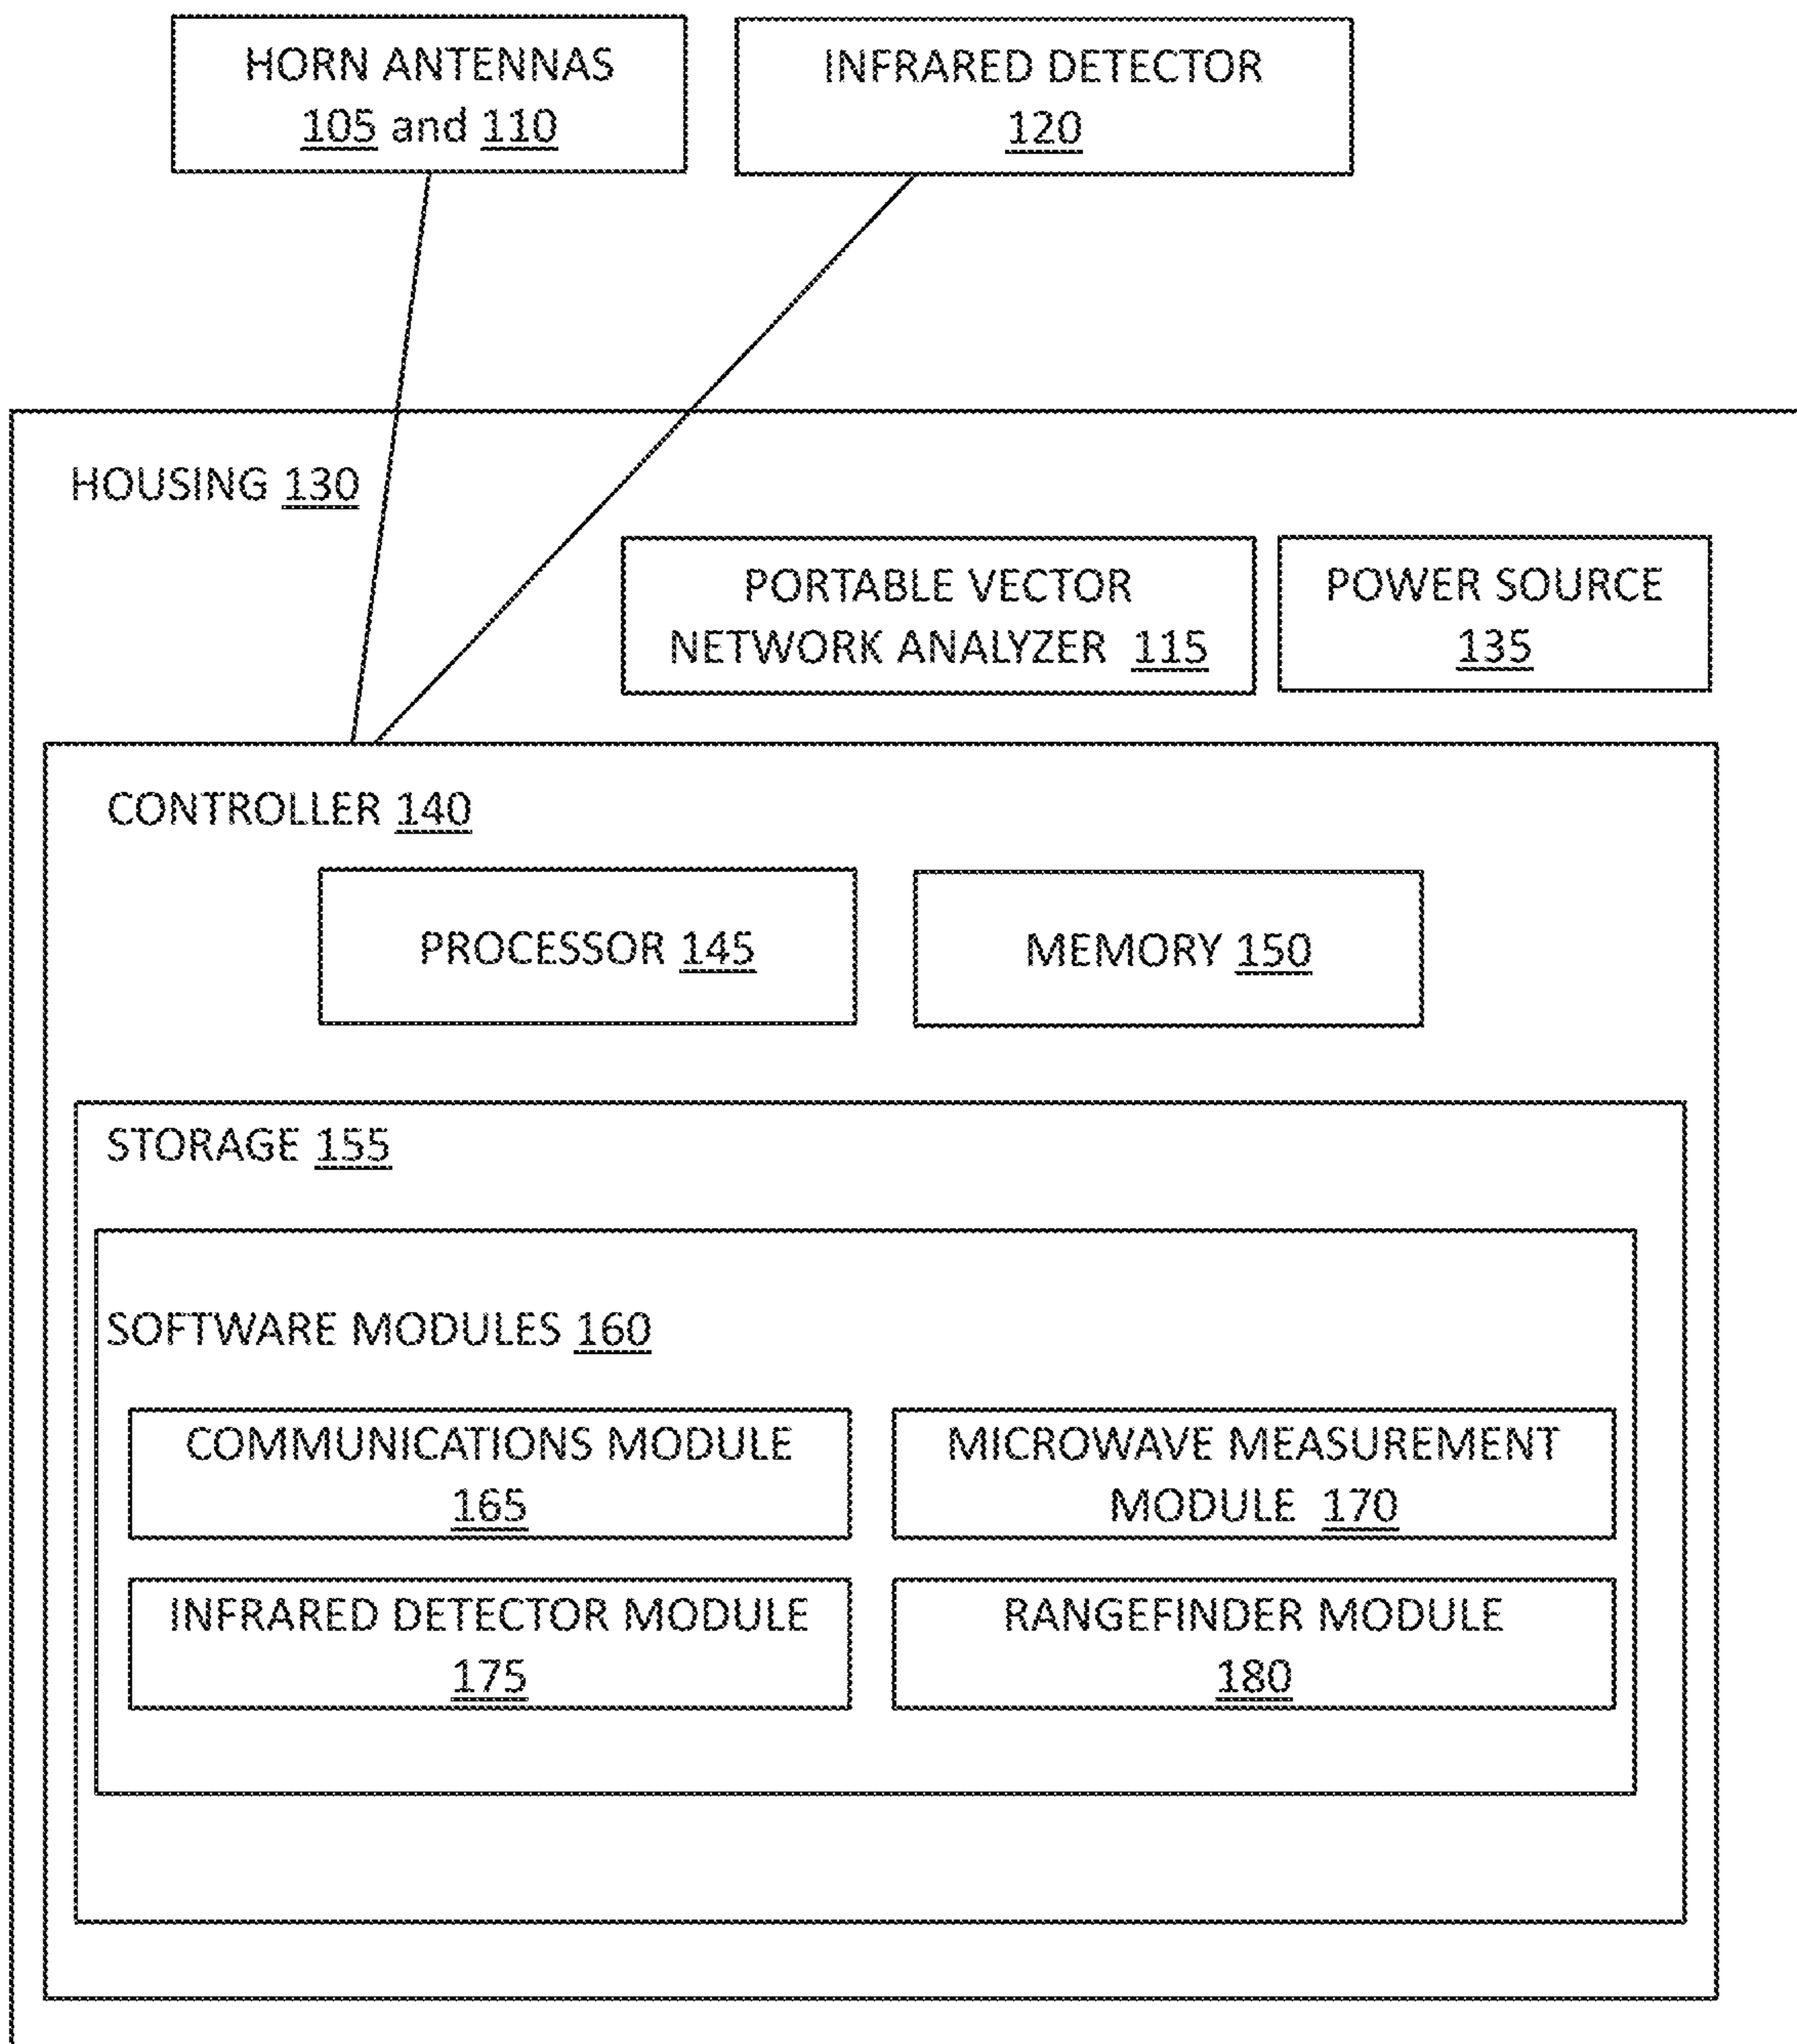 HORN ANTENNAS
105 and 110
INFRARED DETECTOR
120
HOUSING 130
PORTABLE VECTOR
NETWORK ANALYZER 115
POWER SOURCE
135
CONTROLLER 140
PROCESSOR 145
MEMORY 150
STORAGE 155
SOFTWARE MODULES 160
COMMUNICATIONS MODULE
165
MICROWAVE MEASUREMENT
MODULE 170
INFRARED DETECTOR MODULE
175
RANGEFINDER MODULE
180